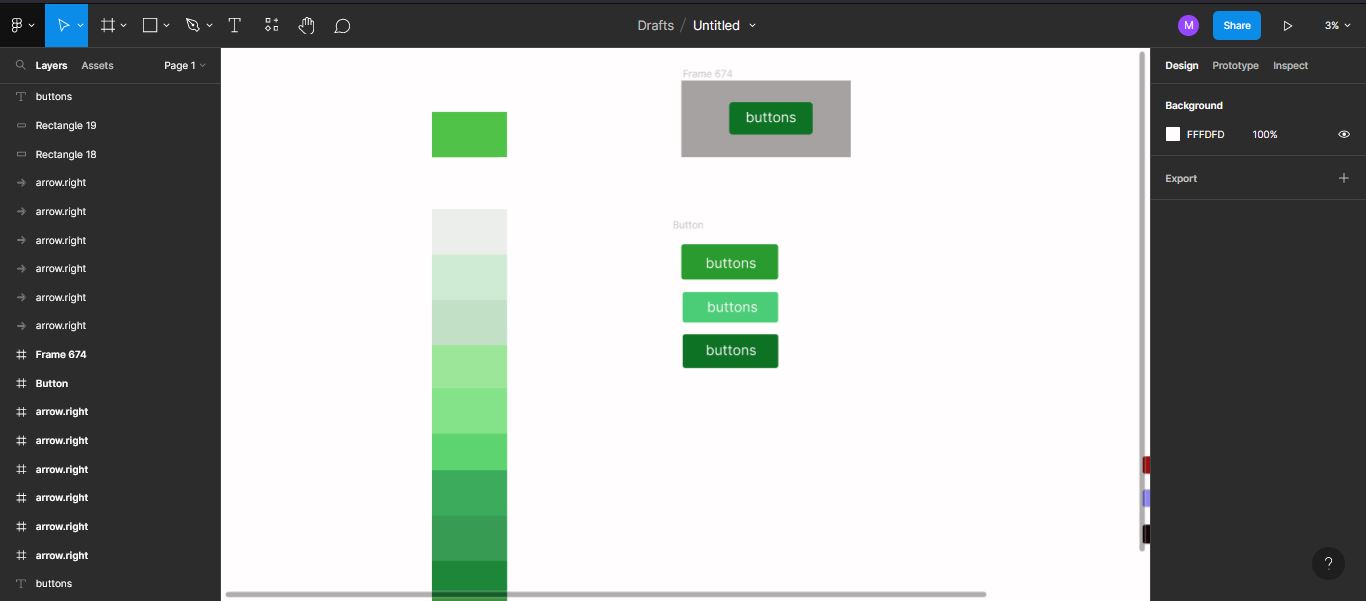 Drafts / Untitled
M
Share
3%
Layers
Assets
Page 1
buttons
Rectangle 19
Rectangle 18
arrow.right
arrow.right
arrow.right
arrow.right
arrow.right
arrow.right
Frame 674
Button
arrow.right
arrow.right
arrow.right
arrow.right
arrow.right
arrow.right
buttons
Frame 674
buttons
Button
buttons
buttons
buttons
Design
Prototype
Inspect
Background
FFFDFD
100%
Export
?